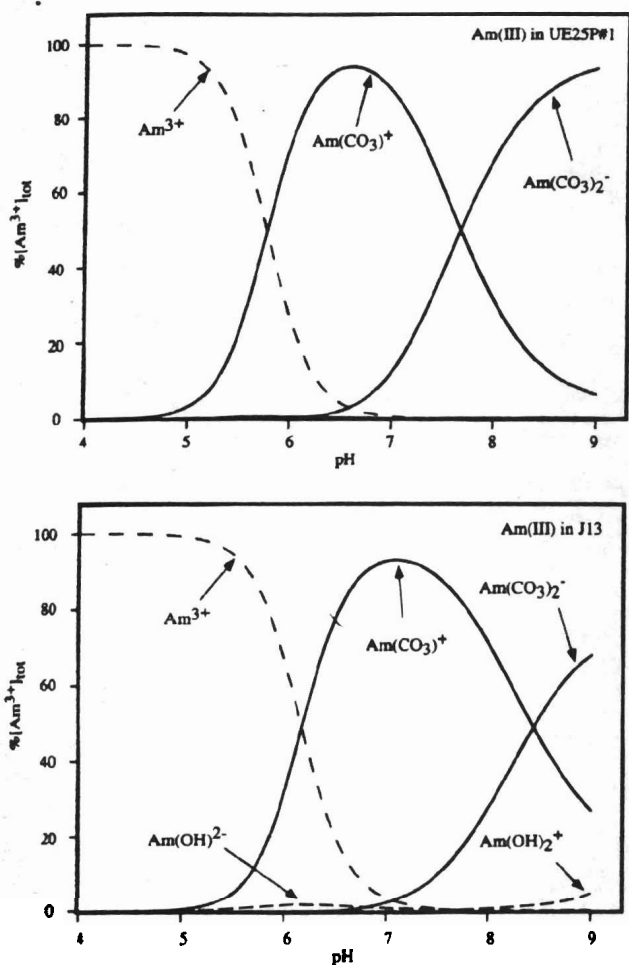 Am(III) in UE25P#1
100
80
60
40
20
0
%[Am³⁺]tot
Am³⁺
Am(CO₃)⁺
Am(CO₃)₂⁻
4 5 6 7 8 9
pH
Am(III) in J13
100
80
60
40
20
0
%[Am³⁺]tot
Am³⁺
Am(CO₃)⁺
Am(CO₃)₂⁻
Am(OH)²⁻
Am(OH)₂⁺
4 5 6 7 8 9
pH